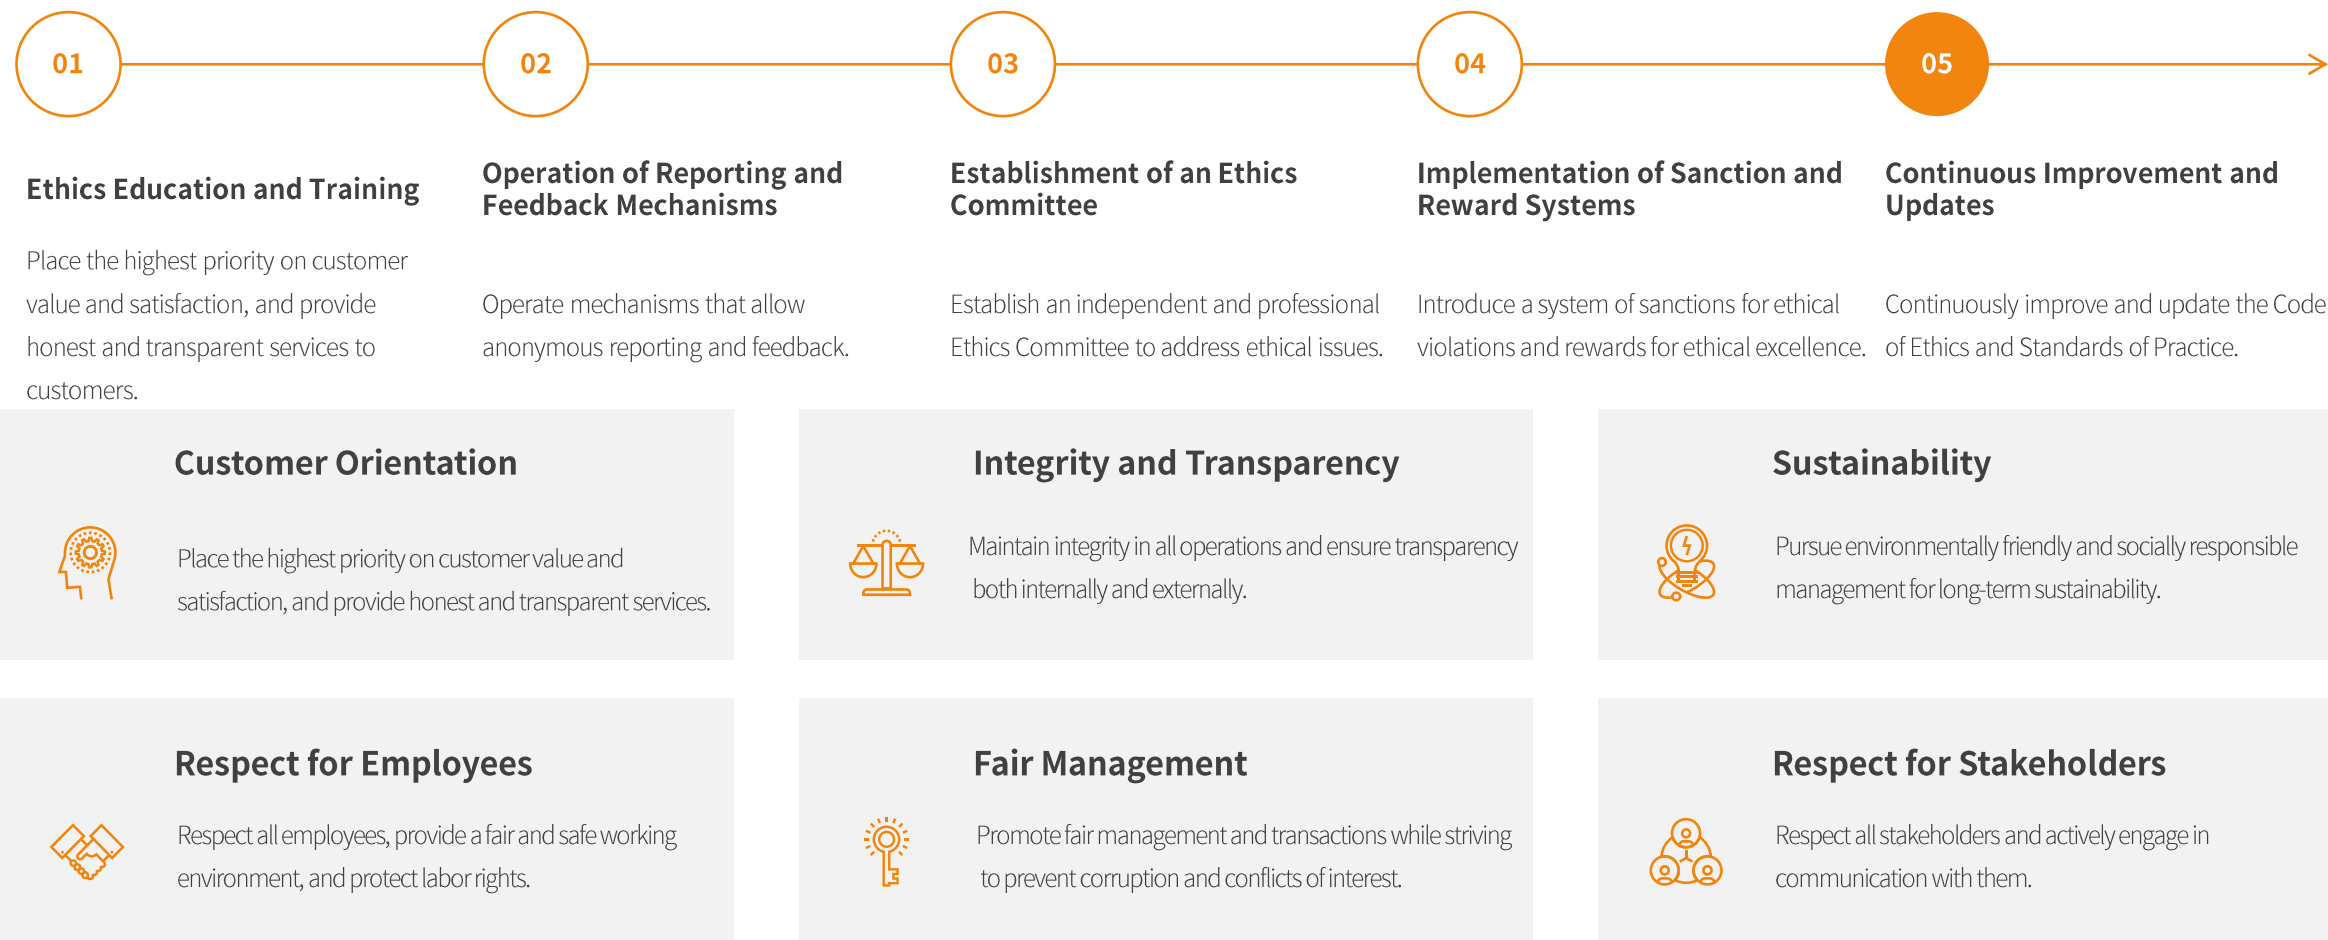 01
02
03
04
05
Ethics Education and Training
Place the highest priority on customer
value and satisfaction, and provide
honest and transparent services to
customers.
Operation of Reporting and
Feedback Mechanisms
Operate mechanisms that allow
anonymous reporting and feedback.
Establishment of an Ethics
Committee
Establish an independent and professional
Ethics Committee to address ethical issues.
Implementation of Sanction and
Reward Systems
Introduce a system of sanctions for ethical
violations and rewards for ethical excellence.
Continuous Improvement and
Updates
Continuously improve and update the Code
of Ethics and Standards of Practice.
Customer Orientation
Place the highest priority on customer value and
satisfaction, and provide honest and transparent services.
Integrity and Transparency
Maintain integrity in all operations and ensure transparency
both internally and externally.
Sustainability
Pursue environmentally friendly and socially responsible
management for long-term sustainability.
Respect for Employees
Respect all employees, provide a fair and safe working
environment, and protect labor rights.
Fair Management
Promote fair management and transactions while striving
to prevent corruption and conflicts of interest.
Respect for Stakeholders
Respect all stakeholders and actively engage in
communication with them.